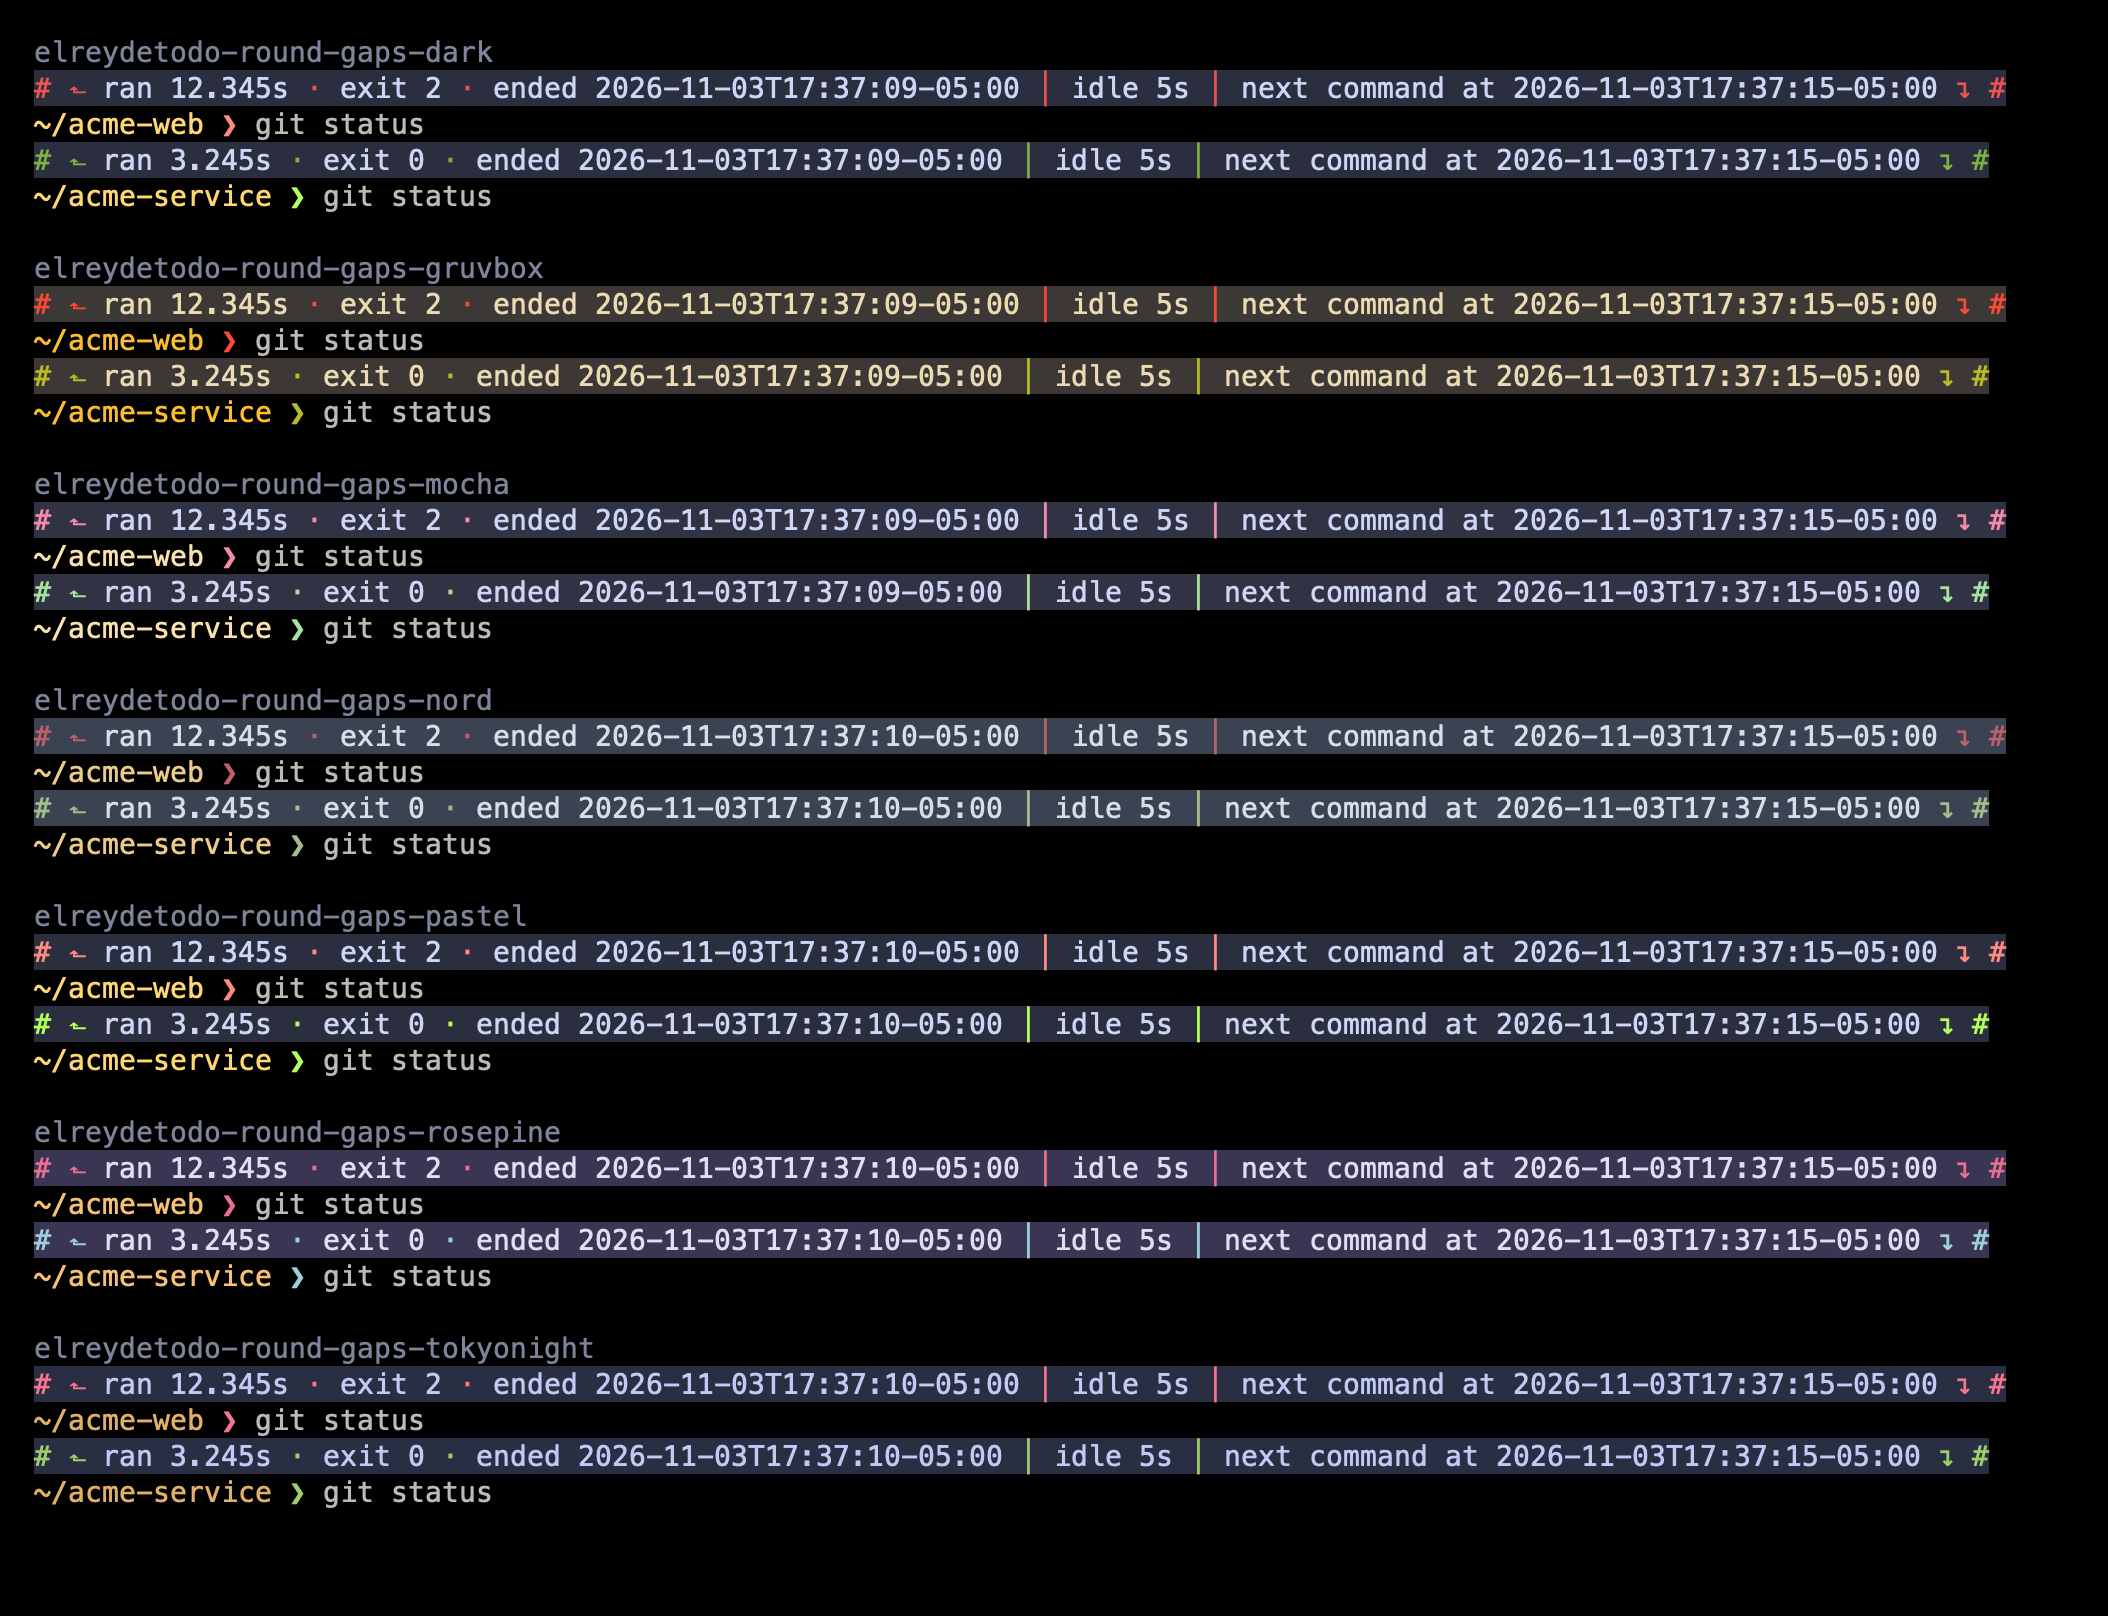 elreydetodo-round-gaps-dark
# ⬑ ran 12.345s · exit 2 · ended 2026-11-03T17:37:09-05:00 │ idle 5s │ next command at 2026-11-03T17:37:15-05:00 ↴ #
~/acme-web ❯ git status
# ⬑ ran 3.245s · exit 0 · ended 2026-11-03T17:37:09-05:00 │ idle 5s │ next command at 2026-11-03T17:37:15-05:00 ↴ #
~/acme-service ❯ git status
elreydetodo-round-gaps-gruvbox
# ⬑ ran 12.345s · exit 2 · ended 2026-11-03T17:37:09-05:00 │ idle 5s │ next command at 2026-11-03T17:37:15-05:00 ↴ #
~/acme-web ❯ git status
# ⬑ ran 3.245s · exit 0 · ended 2026-11-03T17:37:09-05:00 │ idle 5s │ next command at 2026-11-03T17:37:15-05:00 ↴ #
~/acme-service ❯ git status
elreydetodo-round-gaps-mocha
# ⬑ ran 12.345s · exit 2 · ended 2026-11-03T17:37:09-05:00 │ idle 5s │ next command at 2026-11-03T17:37:15-05:00 ↴ #
~/acme-web ❯ git status
# ⬑ ran 3.245s · exit 0 · ended 2026-11-03T17:37:09-05:00 │ idle 5s │ next command at 2026-11-03T17:37:15-05:00 ↴ #
~/acme-service ❯ git status
elreydetodo-round-gaps-nord
# ⬑ ran 12.345s · exit 2 · ended 2026-11-03T17:37:10-05:00 │ idle 5s │ next command at 2026-11-03T17:37:15-05:00 ↴ #
~/acme-web ❯ git status
# ⬑ ran 3.245s · exit 0 · ended 2026-11-03T17:37:10-05:00 │ idle 5s │ next command at 2026-11-03T17:37:15-05:00 ↴ #
~/acme-service ❯ git status
elreydetodo-round-gaps-pastel
# ⬑ ran 12.345s · exit 2 · ended 2026-11-03T17:37:10-05:00 │ idle 5s │ next command at 2026-11-03T17:37:15-05:00 ↴ #
~/acme-web ❯ git status
# ⬑ ran 3.245s · exit 0 · ended 2026-11-03T17:37:10-05:00 │ idle 5s │ next command at 2026-11-03T17:37:15-05:00 ↴ #
~/acme-service ❯ git status
elreydetodo-round-gaps-rosepine
# ⬑ ran 12.345s · exit 2 · ended 2026-11-03T17:37:10-05:00 │ idle 5s │ next command at 2026-11-03T17:37:15-05:00 ↴ #
~/acme-web ❯ git status
# ⬑ ran 3.245s · exit 0 · ended 2026-11-03T17:37:10-05:00 │ idle 5s │ next command at 2026-11-03T17:37:15-05:00 ↴ #
~/acme-service ❯ git status
elreydetodo-round-gaps-tokyonight
# ⬑ ran 12.345s · exit 2 · ended 2026-11-03T17:37:10-05:00 │ idle 5s │ next command at 2026-11-03T17:37:15-05:00 ↴ #
~/acme-web ❯ git status
# ⬑ ran 3.245s · exit 0 · ended 2026-11-03T17:37:10-05:00 │ idle 5s │ next command at 2026-11-03T17:37:15-05:00 ↴ #
~/acme-service ❯ git status